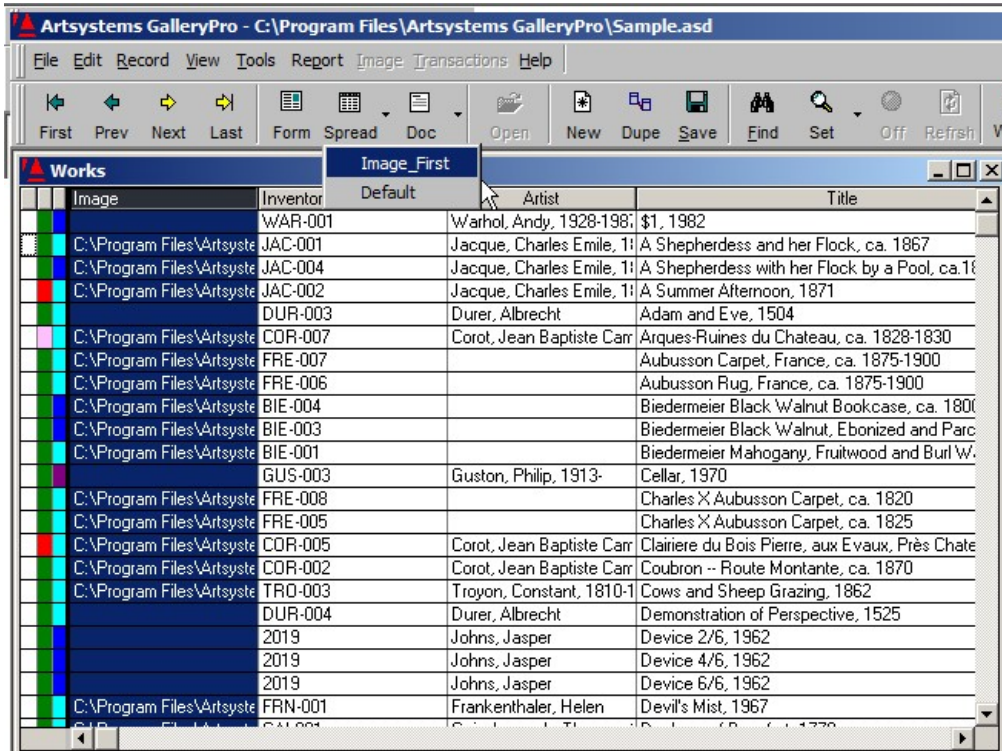 Artsystems GalleryPro - C:\Program Files\Artsystems GalleryPro\Sample.asd
File Edit Record View Tools Report Image Transactions Help
First Prev Next Last Form Spread Doc Open New Dupe Save Find Set Off Refrsh
Image_First
Default
Works
Image Inventor Artist Title
WAR-001 Warhol, Andy, 1928-1987 $1, 1982
C:\Program Files\Artsyste JAC-001 Jacque, Charles Emile, 1 A Shepherdess and her Flock, ca. 1867
C:\Program Files\Artsyste JAC-004 Jacque, Charles Emile, 1 A Shepherdess with her Flock by a Pool, ca.18
C:\Program Files\Artsyste JAC-002 Jacque, Charles Emile, 1 A Summer Afternoon, 1871
DUR-003 Durer, Albrecht Adam and Eve, 1504
C:\Program Files\Artsyste COR-007 Corot, Jean Baptiste Carr Arques-Ruines du Chateau, ca. 1828-1830
C:\Program Files\Artsyste FRE-007 Aubusson Carpet, France, ca. 1875-1900
C:\Program Files\Artsyste FRE-006 Aubusson Rug, France, ca. 1875-1900
C:\Program Files\Artsyste BIE-004 Biedermeier Black Walnut Bookcase, ca. 1800
C:\Program Files\Artsyste BIE-003 Biedermeier Black Walnut, Ebonized and Parc
C:\Program Files\Artsyste BIE-001 Biedermeier Mahogany, Fruitwood and Burl W
GUS-003 Guston, Philip, 1913- Cellar, 1970
C:\Program Files\Artsyste FRE-008 Charles X Aubusson Carpet, ca. 1820
C:\Program Files\Artsyste FRE-005 Charles X Aubusson Carpet, ca. 1825
C:\Program Files\Artsyste COR-005 Corot, Jean Baptiste Carr Clairiere du Bois Pierre, aux Evaux, Près Chate
C:\Program Files\Artsyste COR-002 Corot, Jean Baptiste Carr Coubron -- Route Montante, ca. 1870
C:\Program Files\Artsyste TRO-003 Troyon, Constant, 1810-1 Cows and Sheep Grazing, 1862
DUR-004 Durer, Albrecht Demonstration of Perspective, 1525
2019 Johns, Jasper Device 2/6, 1962
2019 Johns, Jasper Device 4/6, 1962
2019 Johns, Jasper Device 6/6, 1962
C:\Program Files\Artsyste FRN-001 Frankenthaler, Helen Devil's Mist, 1967